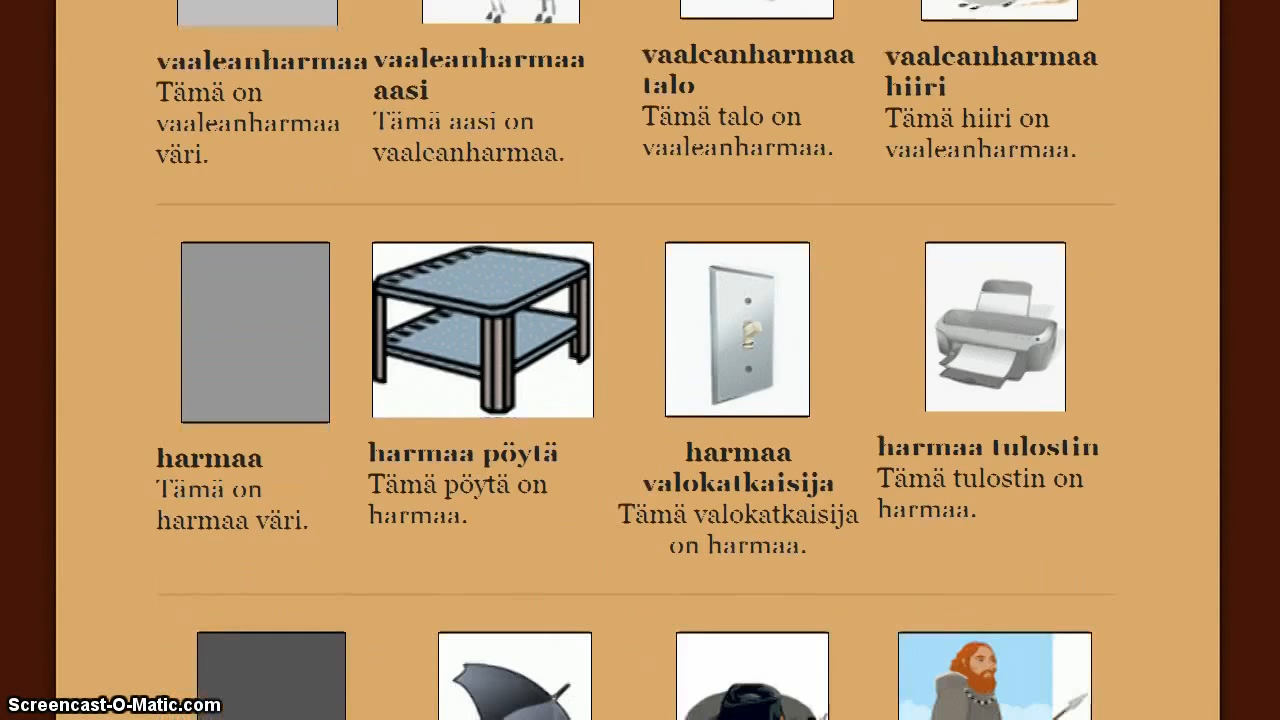 vaaleanharmaa
Tämä on
vaaleanharmaa
väri.
vaaleanharmaa
aasi
Tämä aasi on
vaaleanharmaa.
vaaleanharmaa
talo
Tämä talo on
vaaleanharmaa.
vaaleanharmaa
hiiri
Tämä hiiri on
vaaleanharmaa.
harmaa
Tämä on
harmaa väri.
harmaa pöytä
Tämä pöytä on
harmaa.
harmaa
valokatkaisija
Tämä valokatkaisija
on harmaa.
harmaa tulostin
Tämä tulostin on
harmaa.
Screencast-O-Matic.com